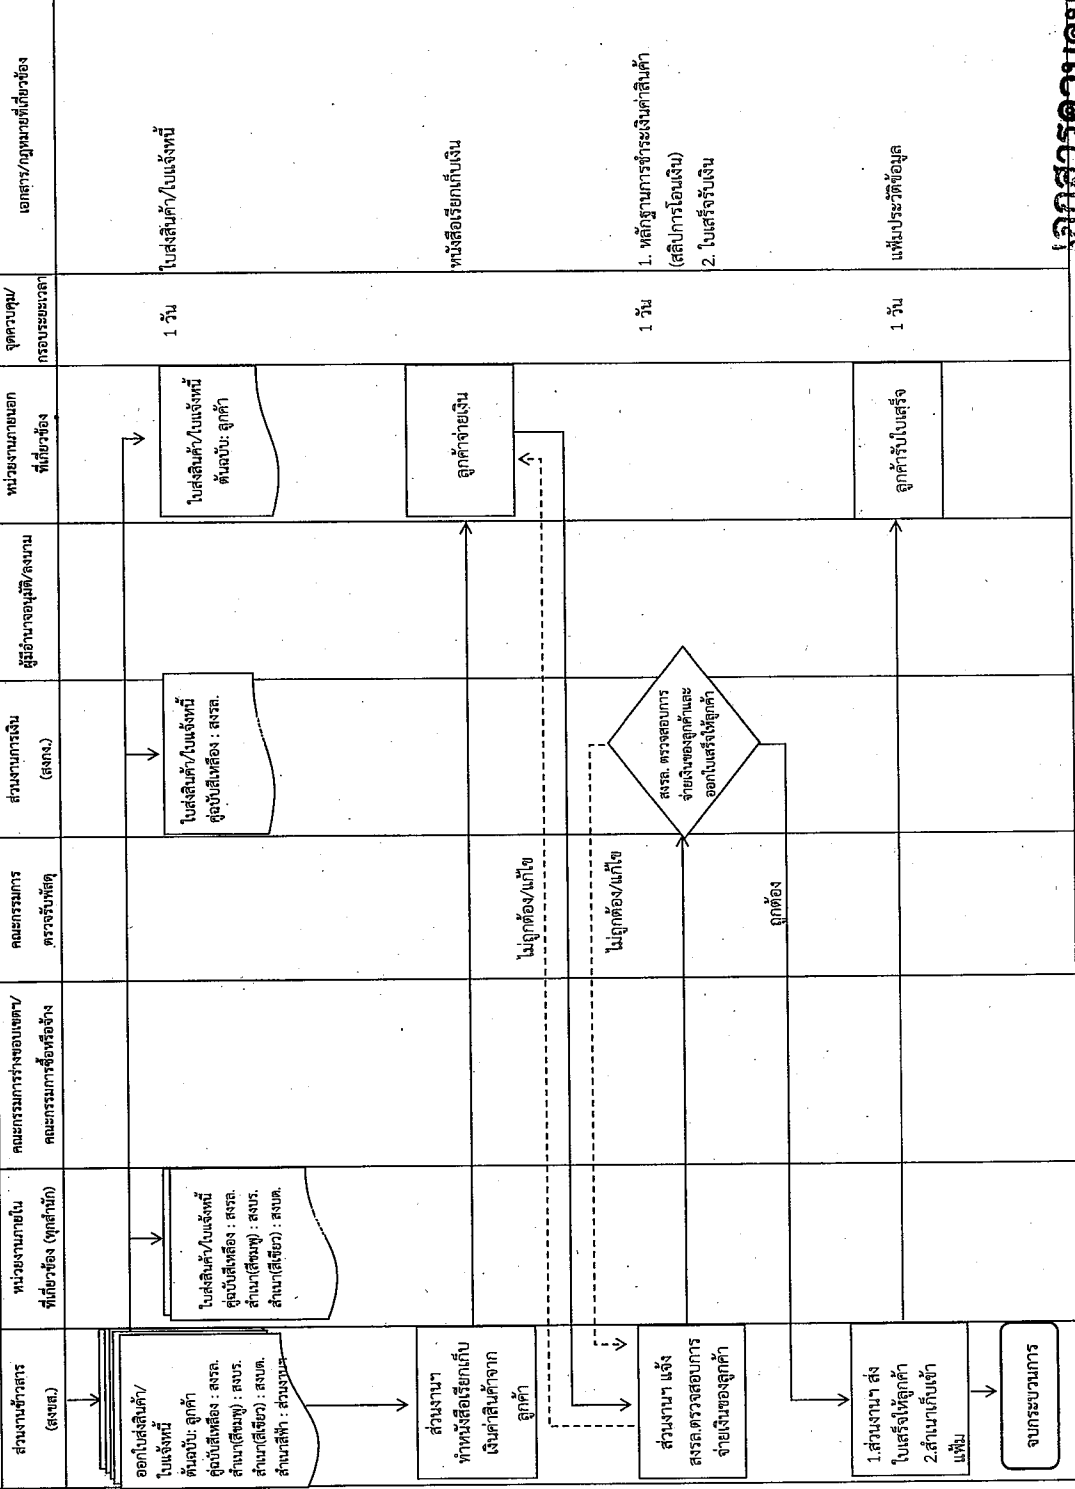 ส่วนงานข่าวสาร
(สงขส.)
หน่วยงานภายใน
ที่เกี่ยวข้อง (ทุกสำนัก)
คณะกรรมการร่างขอบเขตฯ/
คณะกรรมการซื้อหรือจ้าง
คณะกรรมการ
ตรวจรับพัสดุ
ส่วนงานการเงิน
(สงกง.)
ผู้มีอำนาจอนุมัติ/ลงนาม
หน่วยงานภายนอก
ที่เกี่ยวข้อง
จุดควบคุม/
กรอบระยะเวลา
เอกสาร/กฎหมายที่เกี่ยวข้อง
ออกใบส่งสินค้า/
ใบแจ้งหนี้
ต้นฉบับ: ลูกค้า
คู่ฉบับสีเหลือง : สงรล.
สำเนา(สีชมพู) : สงบร.
สำเนา(สีเขียว) : สงบต.
สำเนาสีฟ้า : ส่วนงานฯ
ใบส่งสินค้า/ใบแจ้งหนี้
คู่ฉบับสีเหลือง : สงรล.
สำเนา(สีชมพู) : สงบร.
สำเนา(สีเขียว) : สงบต.
ใบส่งสินค้า/ใบแจ้งหนี้
คู่ฉบับสีเหลือง : สงรล.
ใบส่งสินค้า/ใบแจ้งหนี้
ต้นฉบับ: ลูกค้า
1 วัน
ใบส่งสินค้า/ใบแจ้งหนี้
ส่วนงานฯ
ทำหนังสือเรียกเก็บ
เงินค่าสินค้าจาก
ลูกค้า
ลูกค้าจ่ายเงิน
หนังสือเรียกเก็บเงิน
ไม่ถูกต้อง/แก้ไข
ไม่ถูกต้อง/แก้ไข
ส่วนงานฯ แจ้ง
สงรล.ตรวจสอบการ
จ่ายเงินของลูกค้า
สงรล. ตรวจสอบการ
จ่ายเงินของลูกค้าและ
ออกใบเสร็จให้ลูกค้า
1 วัน
1. หลักฐานการชำระเงินค่าสินค้า
(สลิปการโอนเงิน)
2. ใบเสร็จรับเงิน
ถูกต้อง
1.ส่วนงานฯ ส่ง
ใบเสร็จให้ลูกค้า
2.สำเนาเก็บเข้า
แฟ้ม
ลูกค้ารับใบเสร็จ
1 วัน
แฟ้มประวัติข้อมูล
จบกระบวนการ